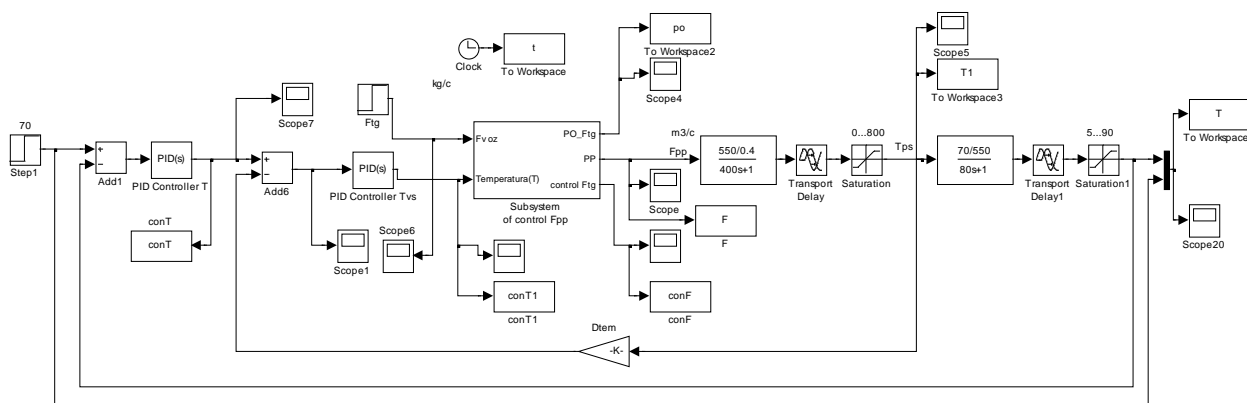 70
Step1
+
−
Add1
PID(s)
PID Controller T
conT
conT
Scope7
+
−
Add6
Scope1
PID(s)
PID Controller Tvs
Scope6
Ftg
kg/c
Clock
t
To Workspace
Fvoz
Temperatura(T)
PO_Ftg
PP
control Ftg
Subsystem
of control Fpp
conT1
conT1
po
To Workspace2
Scope4
Scope
F
F
conF
conF
m3/c
Fpp
550/0.4
400s+1
Transport
Delay
0...800
Saturation
Tps
Scope5
T1
To Workspace3
70/550
80s+1
Transport
Delay1
5...90
Saturation1
T
To Workspace
Scope20
Dtem
-K-